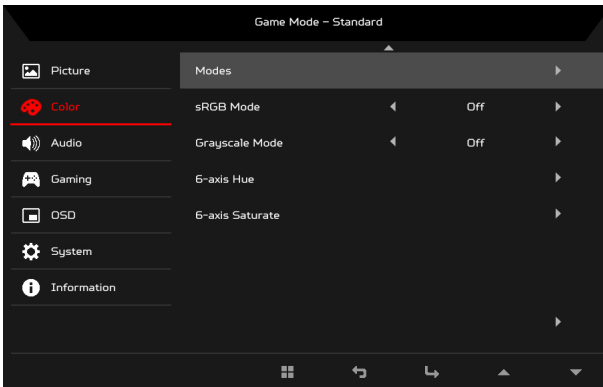 Game Mode – Standard
Picture
Modes
Color
sRGB Mode
Off
Audio
Grayscale Mode
Off
Gaming
6-axis Hue
OSD
6-axis Saturate
System
Information